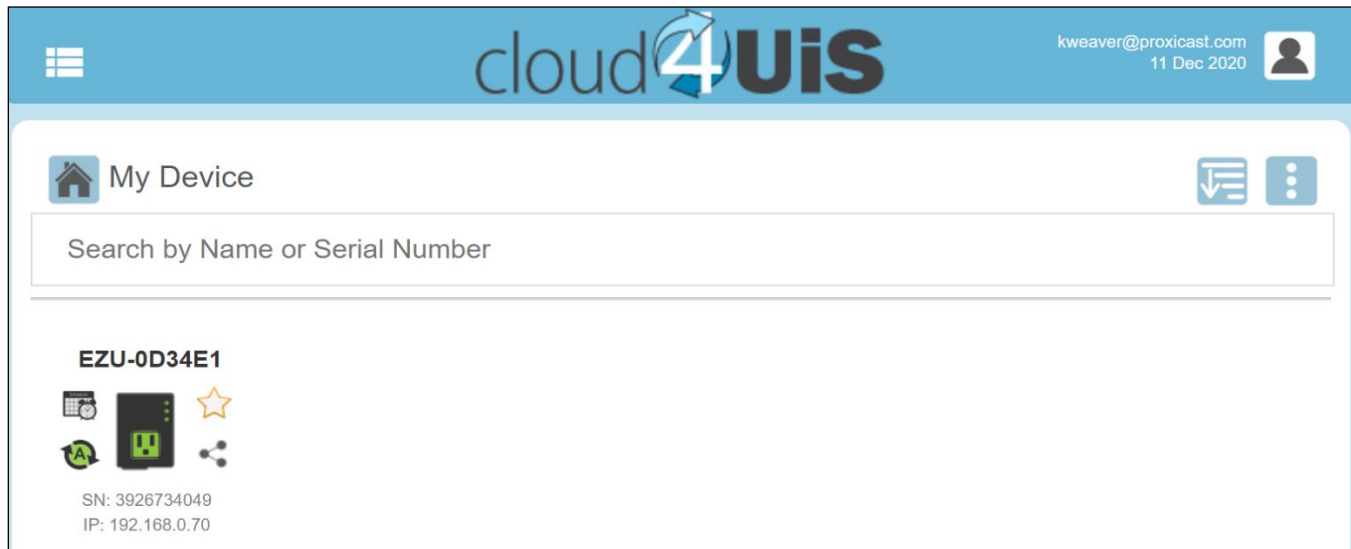 cloud4UiS
kweaver@proxicast.com
11 Dec 2020
My Device
Search by Name or Serial Number
EZU-0D34E1
A
SN: 3926734049
IP: 192.168.0.70